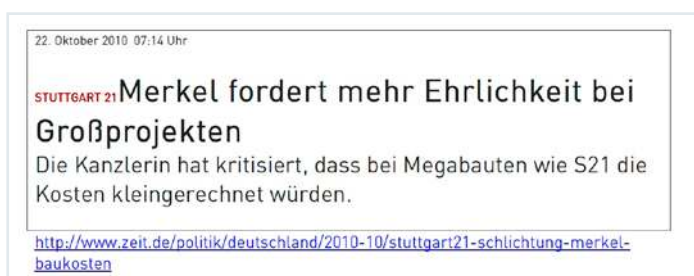 22. Oktober 2010 07:14 Uhr
STUTTGART 21 Merkel fordert mehr Ehrlichkeit bei
Großprojekten
Die Kanzlerin hat kritisiert, dass bei Megabauten wie S21 die
Kosten kleingerechnet würden.
http://www.zeit.de/politik/deutschland/2010-10/stuttgart21-schlichtung-merkel-
baukosten